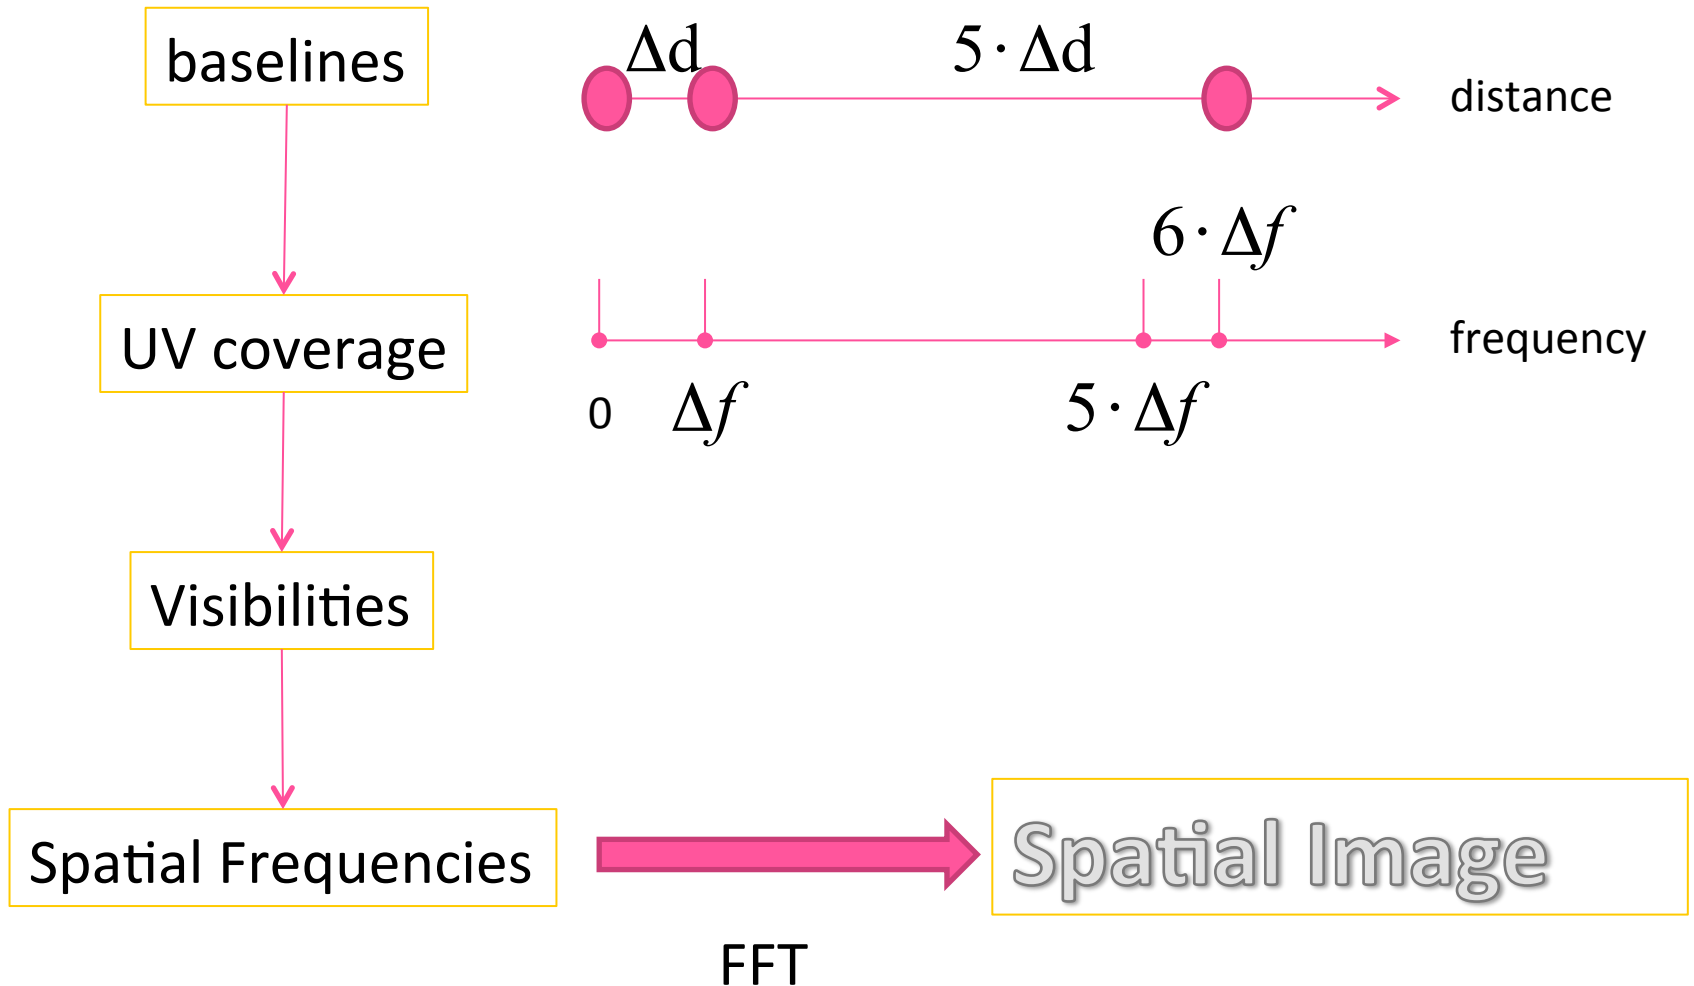 baselines
Δd
5 · Δd
distance
6 · Δf
UV coverage
frequency
0
Δf
5 · Δf
Visibilities
Spatial Frequencies
Spatial Image
FFT